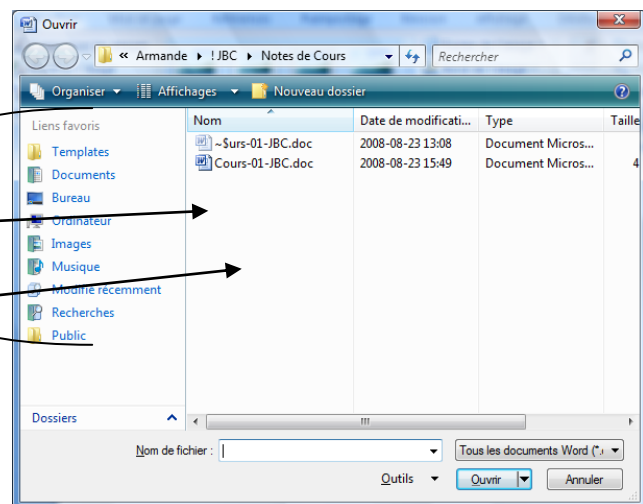 Ouvrir
« Armande ▸ !JBC ▸ Notes de Cours
Rechercher
Organiser Affichages Nouveau dossier
Liens favoris
Templates
Documents
Bureau
Ordinateur
Images
Musique
Modifié récemment
Recherches
Public
Dossiers
Nom Date de modificati... Type Taille
~$urs-01-JBC.doc 2008-08-23 13:08 Document Micros...
Cours-01-JBC.doc 2008-08-23 15:49 Document Micros... 4
Nom de fichier : Tous les documents Word (*.
Outils Ouvrir Annuler